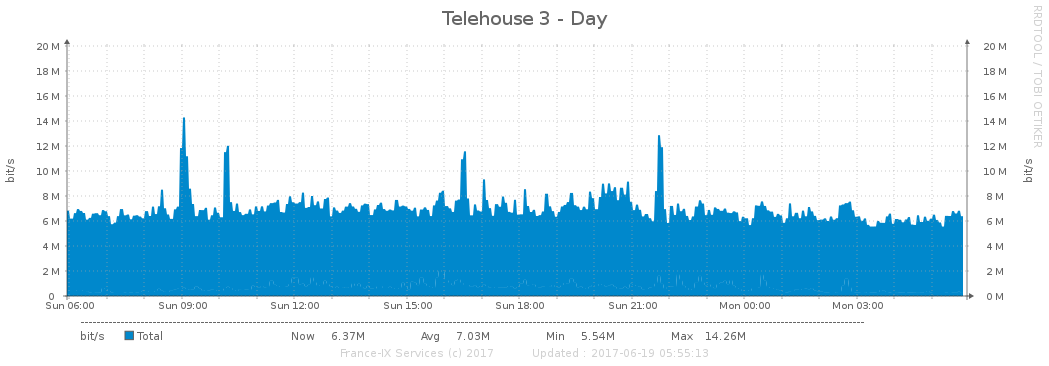 Telehouse 3 - Day
RRDTOOL / TOBI OETIKER
bit/s
20 M 20 M
18 M 18 M
16 M 16 M
14 M 14 M
12 M 12 M
10 M 10 M
8 M 8 M
6 M 6 M
4 M 4 M
2 M 2 M
0 0 M
bit/s
Sun 06:00 Sun 09:00 Sun 12:00 Sun 15:00 Sun 18:00 Sun 21:00 Mon 00:00 Mon 03:00
bit/s Total Now 6.37M Avg 7.03M Min 5.54M Max 14.26M
France-IX Services (c) 2017 Updated : 2017-06-19 05:55:13